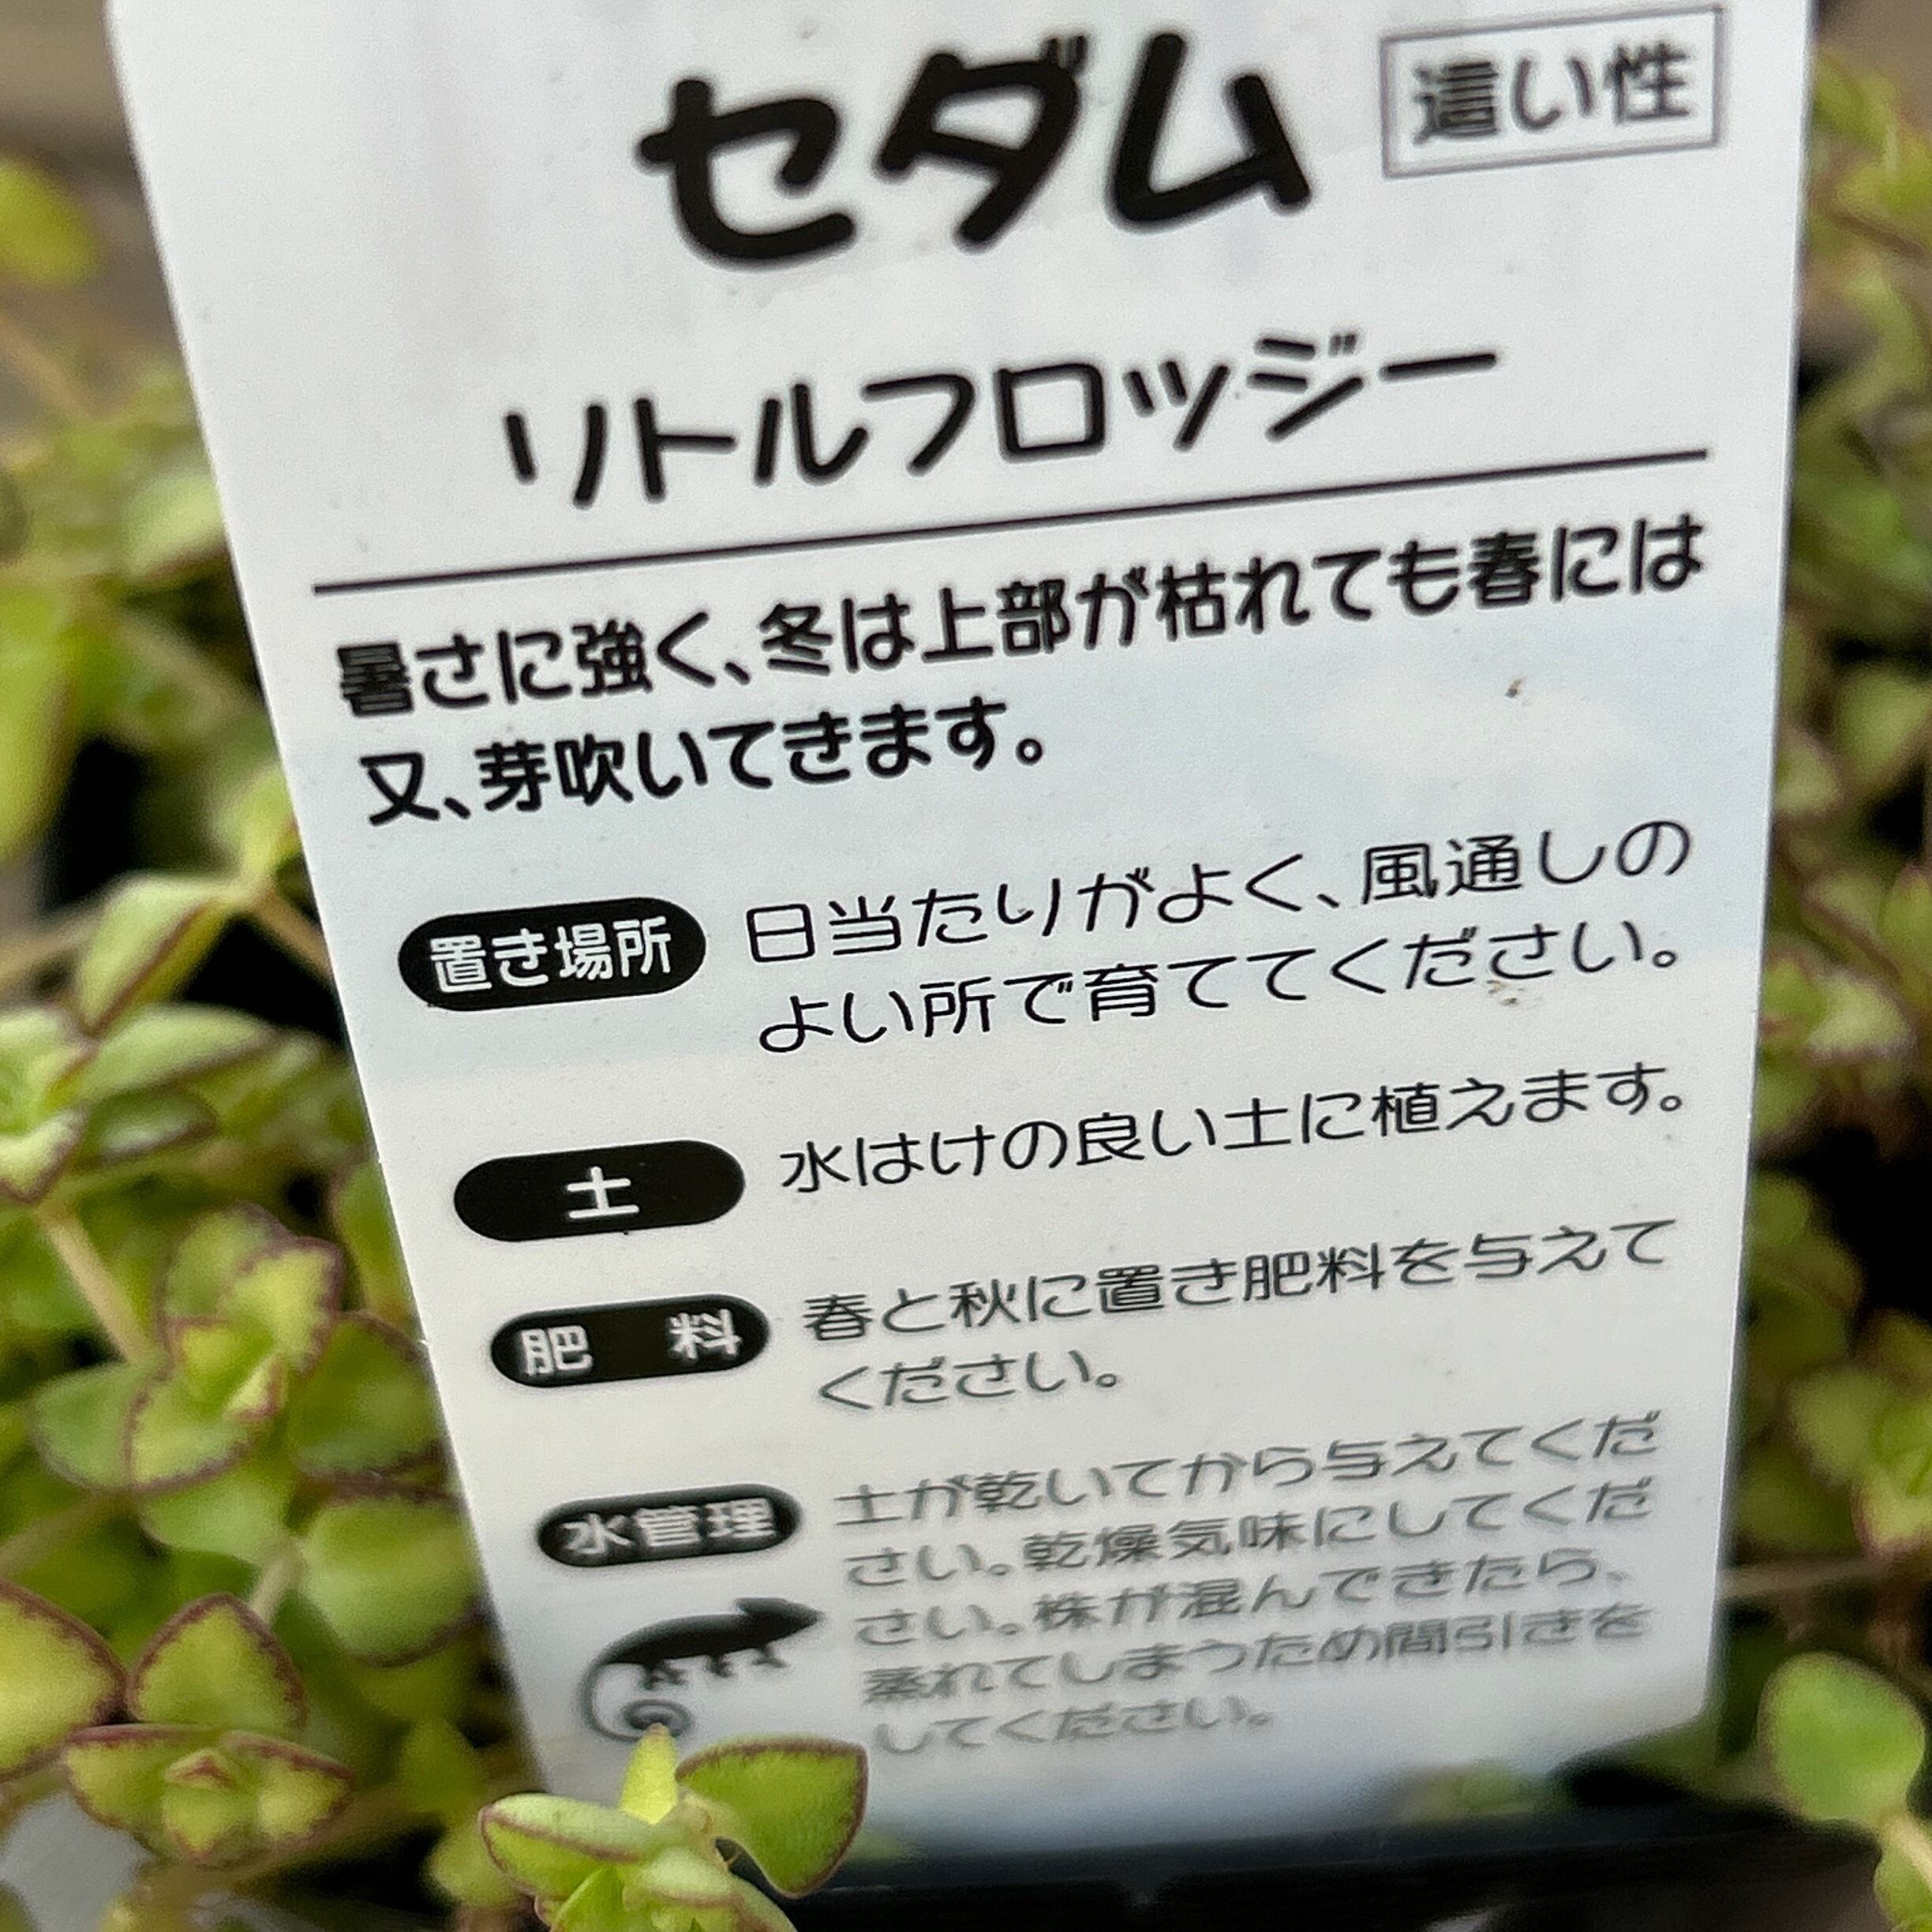 セダム
這い性
リトルフロッジー
暑さに強く、冬は上部が枯れても春には
又、芽吹いてきます。
置き場所
日当たりがよく、風通しの
よい所で育ててください。
土
水はけの良い土に植えます。
肥 料
春と秋に置き肥料を与えて
ください。
水管理
土が乾いてから与えてくだ
さい。乾燥気味にしてくだ
さい。株が混んできたら、
蒸れてしまうため間引きを
してください。